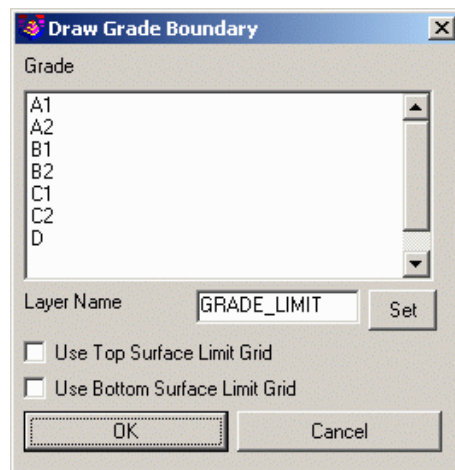 Draw Grade Boundary
Grade
A1
A2
B1
B2
C1
C2
D
Layer Name GRADE_LIMIT Set
Use Top Surface Limit Grid
Use Bottom Surface Limit Grid
OK Cancel